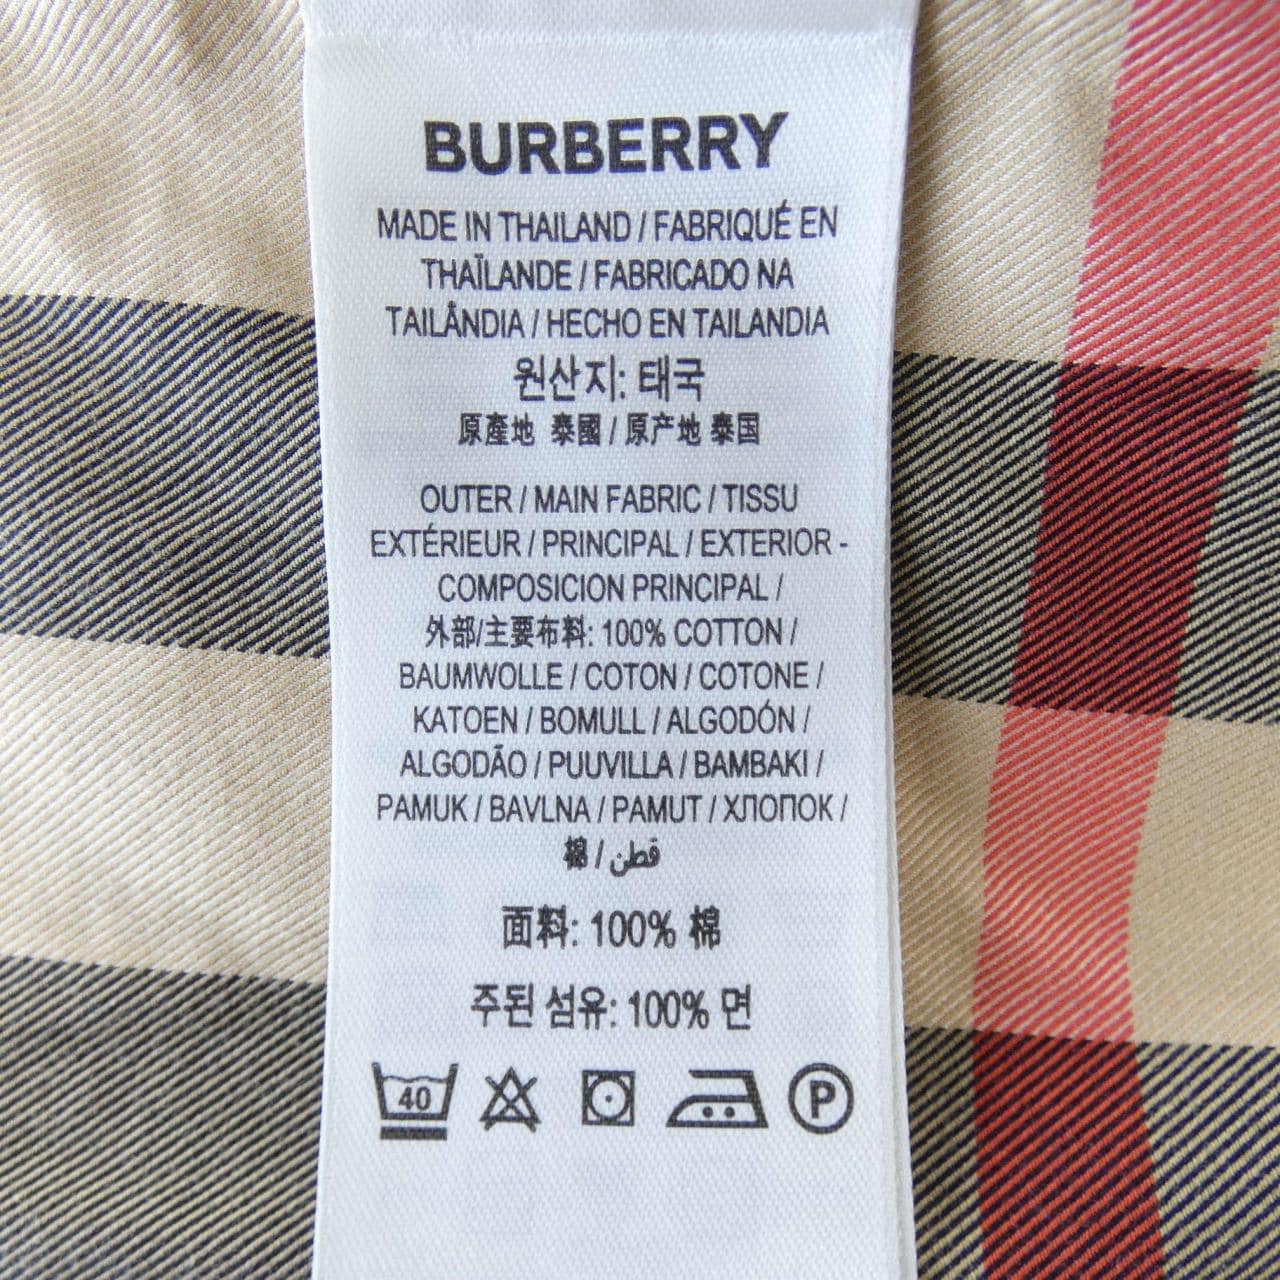 BURBERRY
MADE IN THAILAND / FABRIQUÉ EN
THAÏLANDE / FABRICADO NA
TAILÂNDIA / HECHO EN TAILANDIA
원산지: 태국
原產地 泰國 / 原产地 泰国
OUTER / MAIN FABRIC / TISSU
EXTÉRIEUR / PRINCIPAL / EXTERIOR -
COMPOSICION PRINCIPAL /
外部/主要布料: 100% COTTON /
BAUMWOLLE / COTON / COTONE /
KATOEN / BOMULL / ALGODÓN /
ALGODÃO / PUUVILLA / BAMBAKI /
PAMUK / BAVLNA / PAMUT / ХЛОПОК /
棉 / قطن
面料: 100% 棉
주된 섬유: 100% 면
40 P